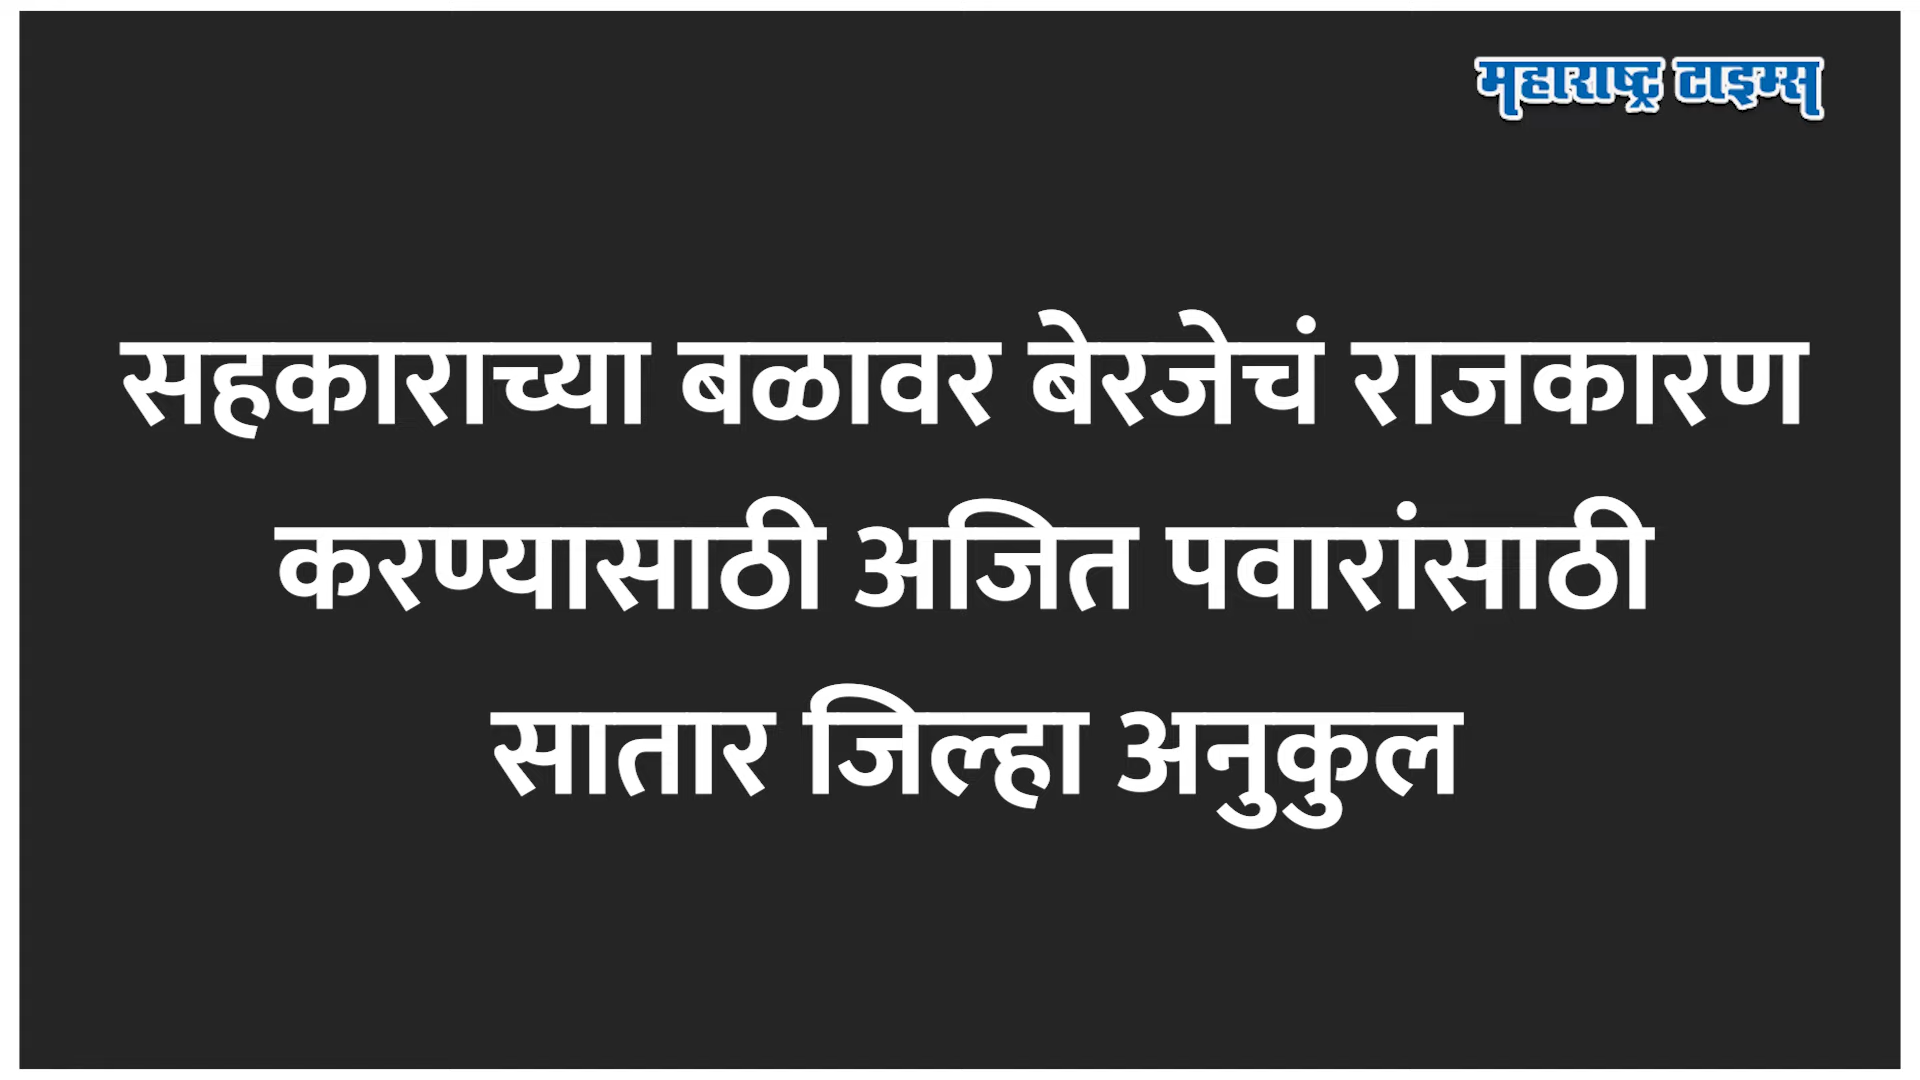 महाराष्ट्र टाइम्स
सहकाराच्या बळावर बेरजेचं राजकारण
करण्यासाठी अजित पवारांसाठी
सातार जिल्हा अनुकुल